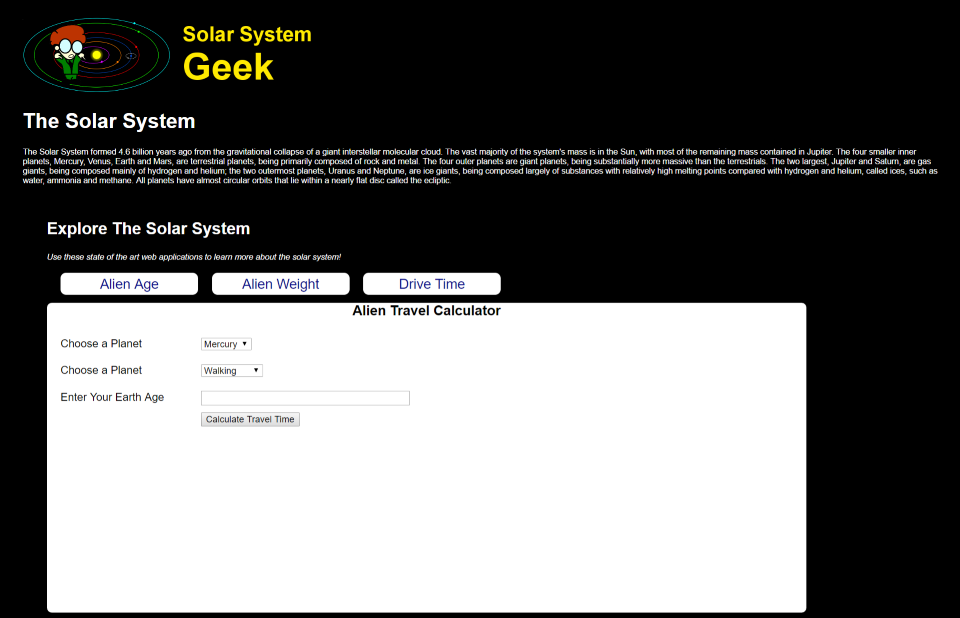 Solar System
Geek
The Solar System
The Solar System formed 4.6 billion years ago from the gravitational collapse of a giant interstellar molecular cloud. The vast majority of the system's mass is in the Sun, with most of the remaining mass contained in Jupiter. The four smaller inner
planets, Mercury, Venus, Earth and Mars, are terrestrial planets, being primarily composed of rock and metal. The four outer planets are giant planets, being substantially more massive than the terrestrials. The two largest, Jupiter and Saturn, are gas
giants, being composed mainly of hydrogen and helium; the two outermost planets, Uranus and Neptune, are ice giants, being composed largely of substances with relatively high melting points compared with hydrogen and helium, called ices, such as
water, ammonia and methane. All planets have almost circular orbits that lie within a nearly flat disc called the ecliptic.
Explore The Solar System
Use these state of the art web applications to learn more about the solar system!
Alien Age Alien Weight Drive Time
Alien Travel Calculator
Choose a Planet Mercury
Choose a Planet Walking
Enter Your Earth Age
Calculate Travel Time